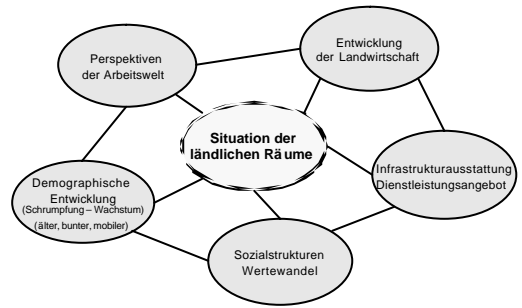 Entwicklung
der Landwirtschaft
Perspektiven
der Arbeitswelt
Situation der
ländlichen Räume
Infrastrukturausstattung
Dienstleistungsangebot
Demographische
Entwicklung
(Schrumpfung – Wachstum)
(älter, bunter, mobiler)
Sozialstrukturen
Wertewandel